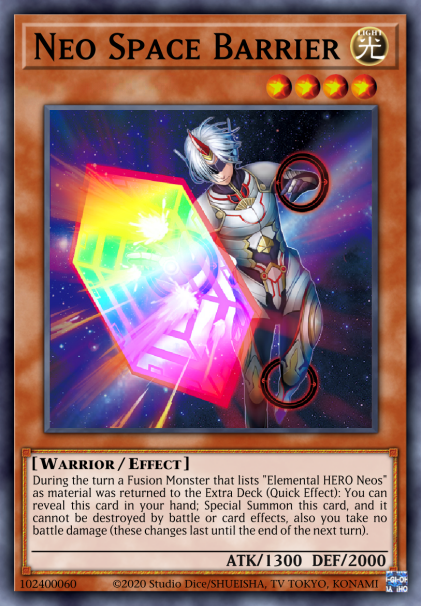 NEO SPACE BARRIER
LIGHT
光
[WARRIOR/EFFECT]
During the turn a Fusion Monster that lists "Elemental HERO Neos"
as material was returned to the Extra Deck (Quick Effect): You can
reveal this card in your hand; Special Summon this card, and it
cannot be destroyed by battle or card effects, also you take no
battle damage (these changes last until the end of the next turn).
ATK/1300 DEF/2000
102400060 ©2020 Studio Dice/SHUEISHA, TV TOKYO, KONAMI